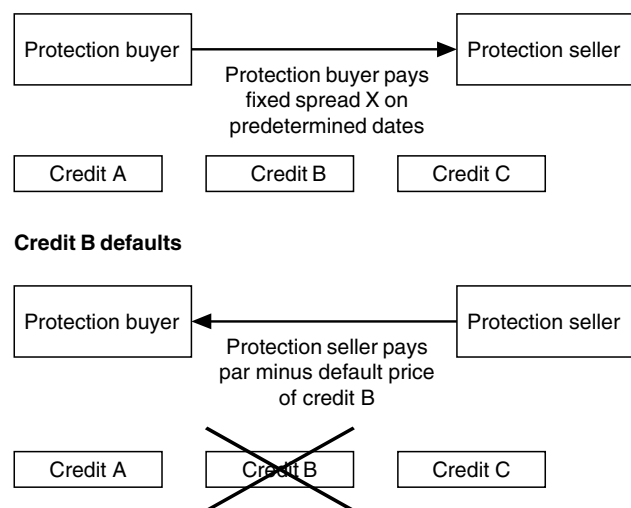 Protection buyer
Protection seller
Protection buyer pays
fixed spread X on
predetermined dates
Credit A
Credit B
Credit C
Credit B defaults
Protection buyer
Protection seller
Protection seller pays
par minus default price
of credit B
Credit A
Credit B
Credit C